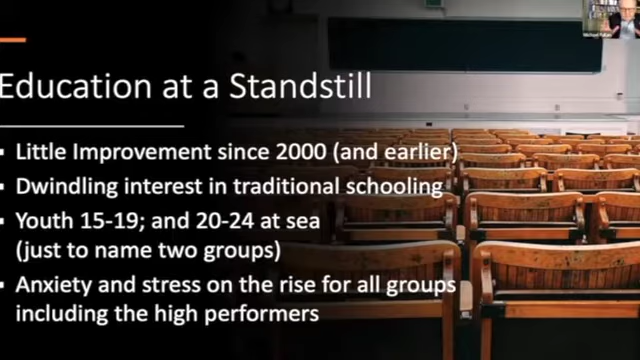 Education at a Standstill
▪ Little Improvement since 2000 (and earlier)
▪ Dwindling interest in traditional schooling
▪ Youth 15-19; and 20-24 at sea
(just to name two groups)
▪ Anxiety and stress on the rise for all groups
including the high performers